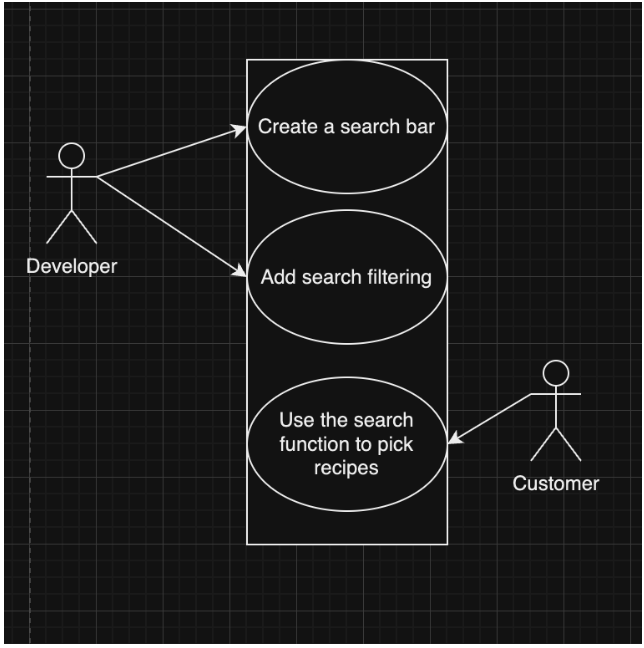 Create a search bar
Developer
Add search filtering
Use the search
function to pick
recipes
Customer